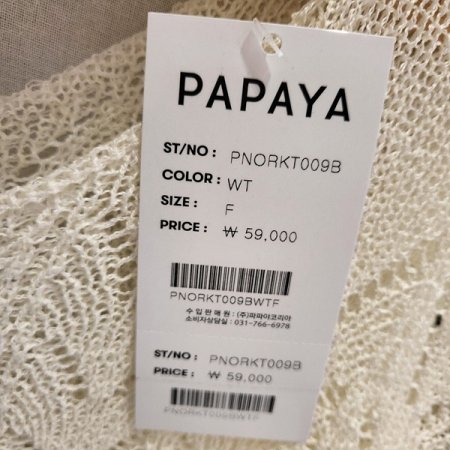 PAPAYA
ST/NO : PNORKT009B
COLOR : WT
SIZE : F
PRICE : ₩ 59,000
PNORKT009BWTF
수 입 판 매 원 : (주)파파야코리아
소비자상담실 : 031-766-6978
ST/NO : PNORKT009B
PRICE : ₩ 59,000
PNORKT009BWTF